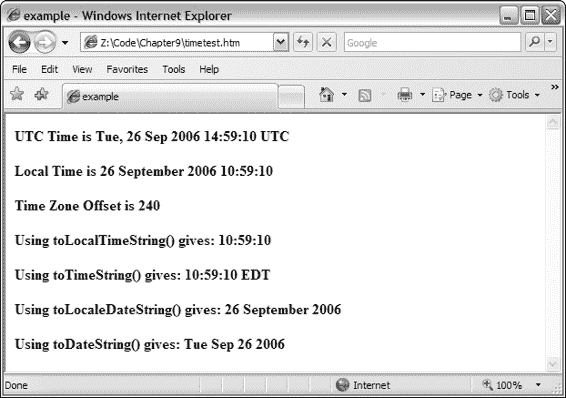 example - Windows Internet Explorer
Z:\Code\Chapter9\timetest.htm
Google
File Edit View Favorites Tools Help
example
Page Tools »
UTC Time is Tue, 26 Sep 2006 14:59:10 UTC
Local Time is 26 September 2006 10:59:10
Time Zone Offset is 240
Using toLocalTimeString() gives: 10:59:10
Using toTimeString() gives: 10:59:10 EDT
Using toLocaleDateString() gives: 26 September 2006
Using toDateString() gives: Tue Sep 26 2006
Done Internet 100%